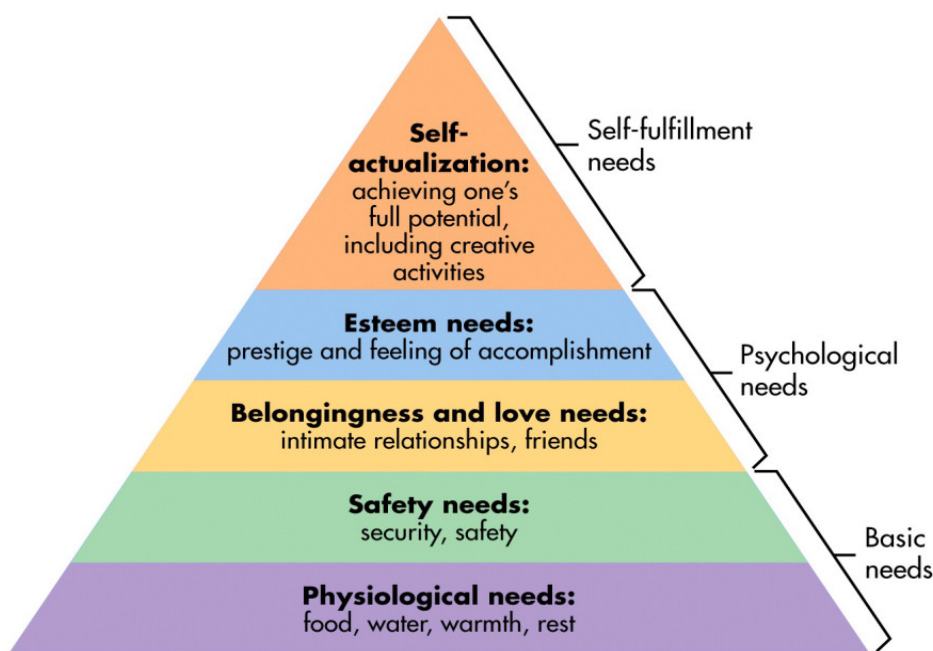 Self-
actualization:
achieving one's
full potential,
including creative
activities
Self-fulfillment
needs
Esteem needs:
prestige and feeling of accomplishment
Belongingness and love needs:
intimate relationships, friends
Psychological
needs
Safety needs:
security, safety
Physiological needs:
food, water, warmth, rest
Basic
needs